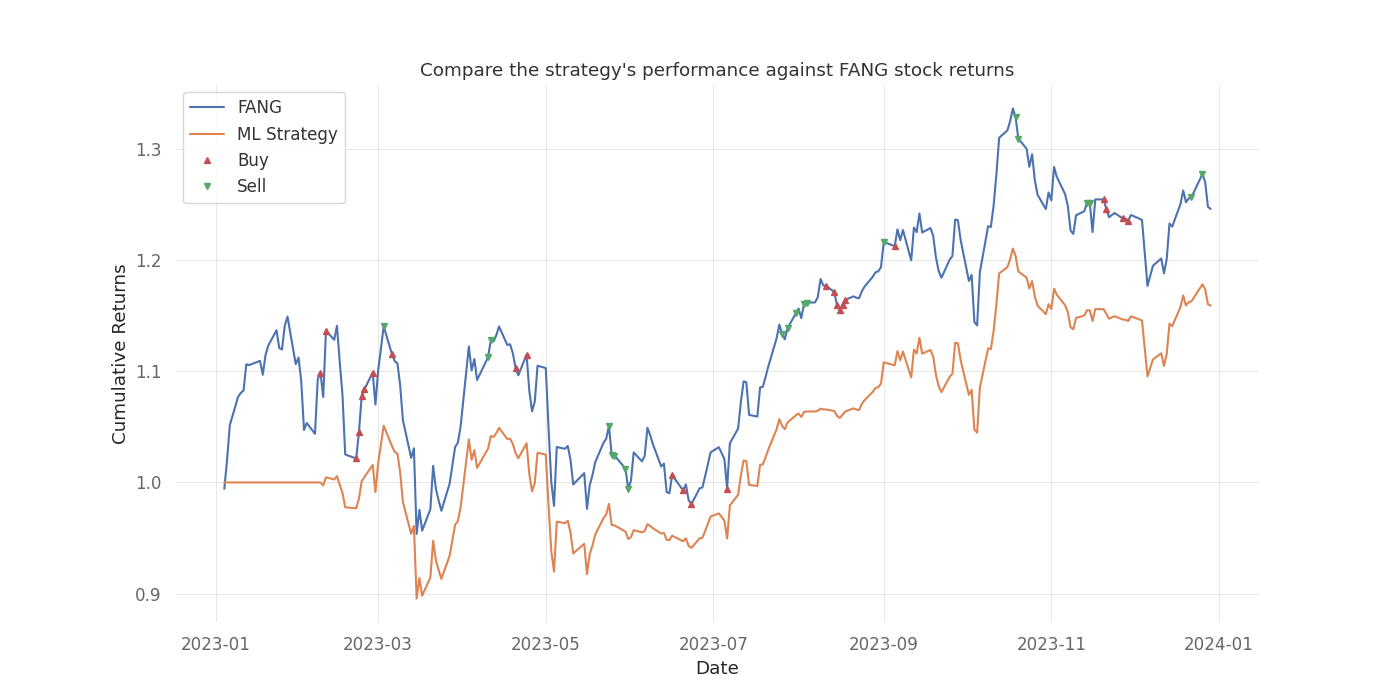 Compare the strategy's performance against FANG stock returns
FANG
ML Strategy
Buy
Sell
Cumulative Returns
1.3
1.2
1.1
1.0
0.9
2023-01 2023-03 2023-05 2023-07 2023-09 2023-11 2024-01
Date